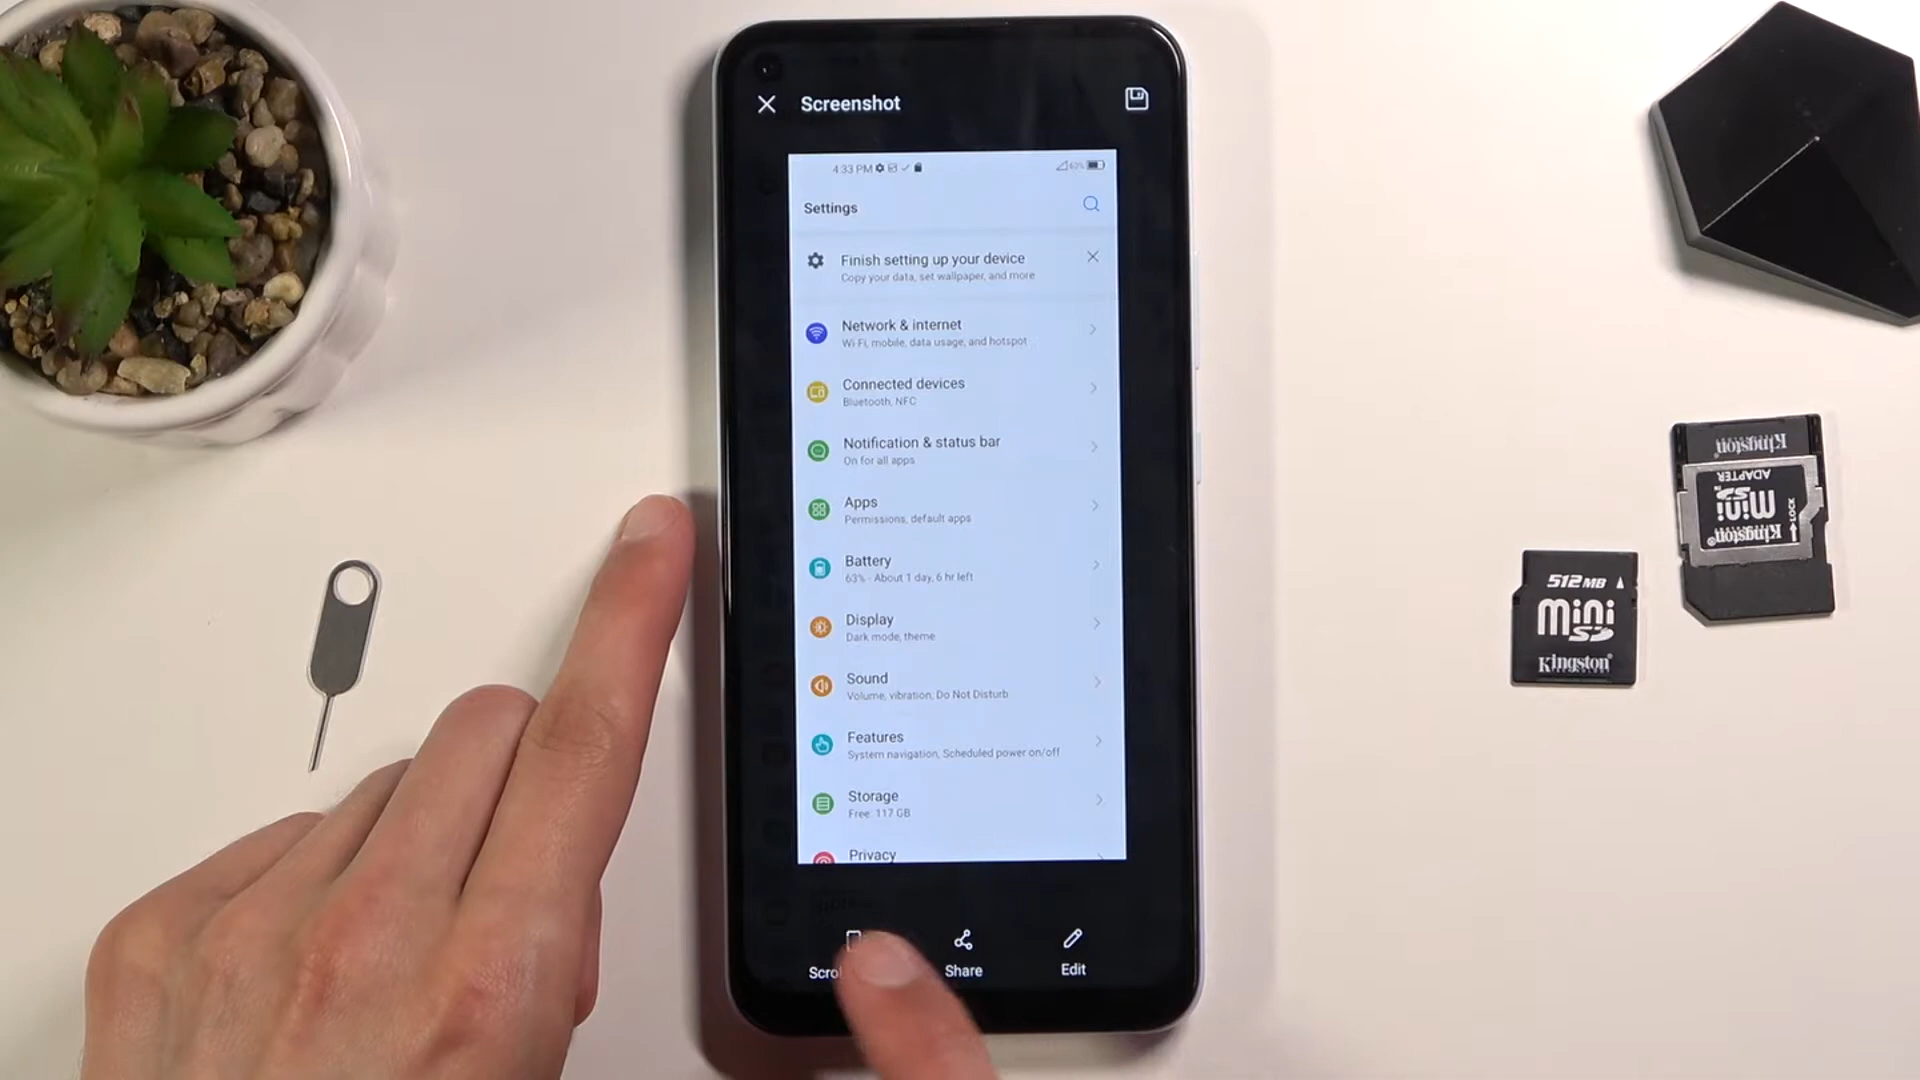 Screenshot
4:33 PM
63%
Settings
Finish setting up your device
Copy your data, set wallpaper, and more
Network & internet
Wi-Fi, mobile, data usage, and hotspot
Connected devices
Bluetooth, NFC
Notification & status bar
On for all apps
Apps
Permissions, default apps
Battery
63% - About 1 day, 6 hr left
Display
Dark mode, theme
Sound
Volume, vibration, Do Not Disturb
Features
System navigation, Scheduled power on/off
Storage
Free: 117 GB
Privacy
Share
Edit
Kingston
ADAPTER
mini SD
LOCK
Kingston
512 MB
mini SD
Kingston